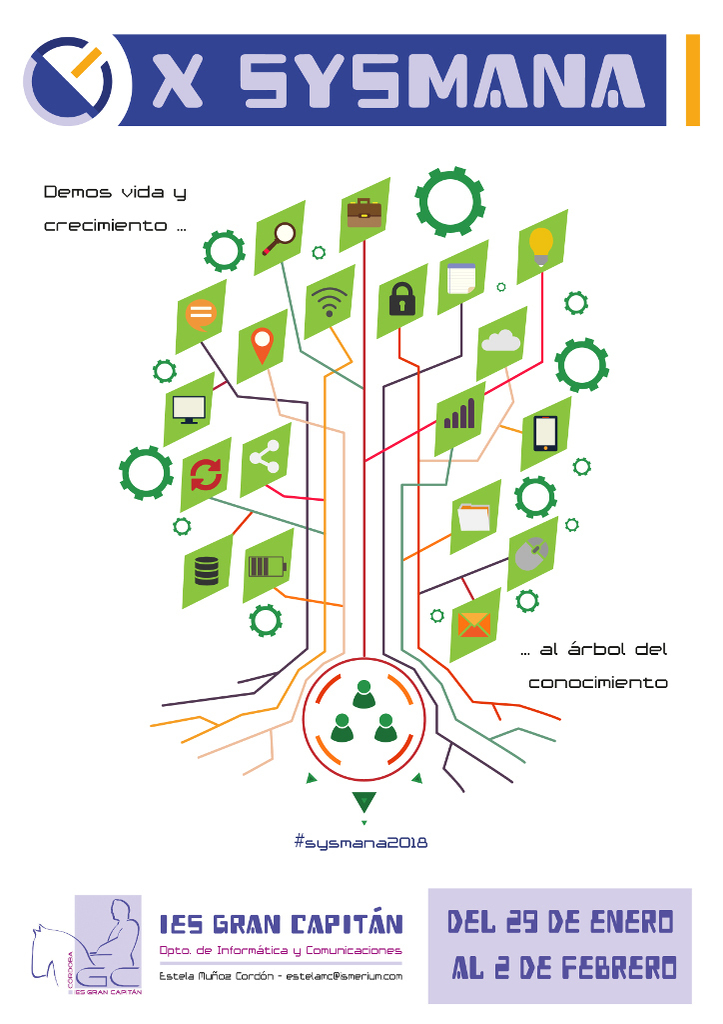 X SYSMANA
Demos vida y
crecimiento ...
... al árbol del
conocimiento
#sysmana2018
CÓRDOBA
GC
IES GRAN CAPITÁN
IES GRAN CAPITÁN
Dpto. de Informática y Comunicaciones
Estela Muñoz Cordón - estelamc@smerium.com
DEL 29 DE ENERO
AL 2 DE FEBRERO